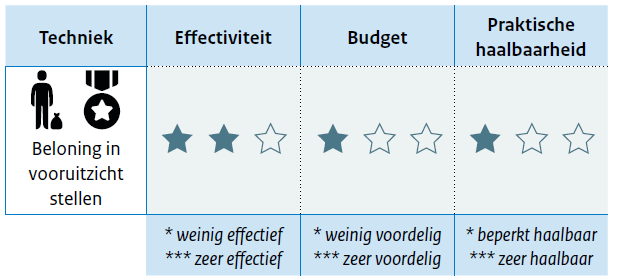 Techniek
Effectiviteit
Budget
Praktische
haalbaarheid
Beloning in
vooruitzicht
stellen
* weinig effectief
*** zeer effectief
* weinig voordelig
*** zeer voordelig
* beperkt haalbaar
*** zeer haalbaar